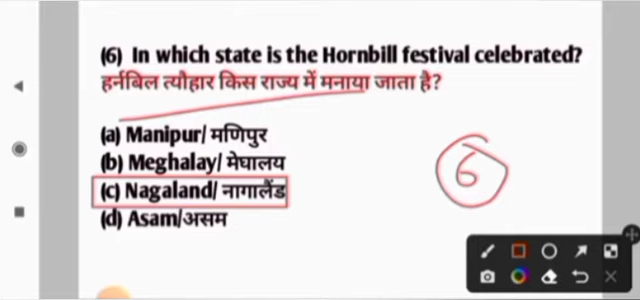 (6) In which state is the Hornbill festival celebrated?
हर्नबिल त्यौहार किस राज्य में मनाया जाता है?
(a) Manipur/ मणिपुर
(b) Meghalay/ मेघालय
(c) Nagaland/ नागालैंड
(d) Asam/असम
6